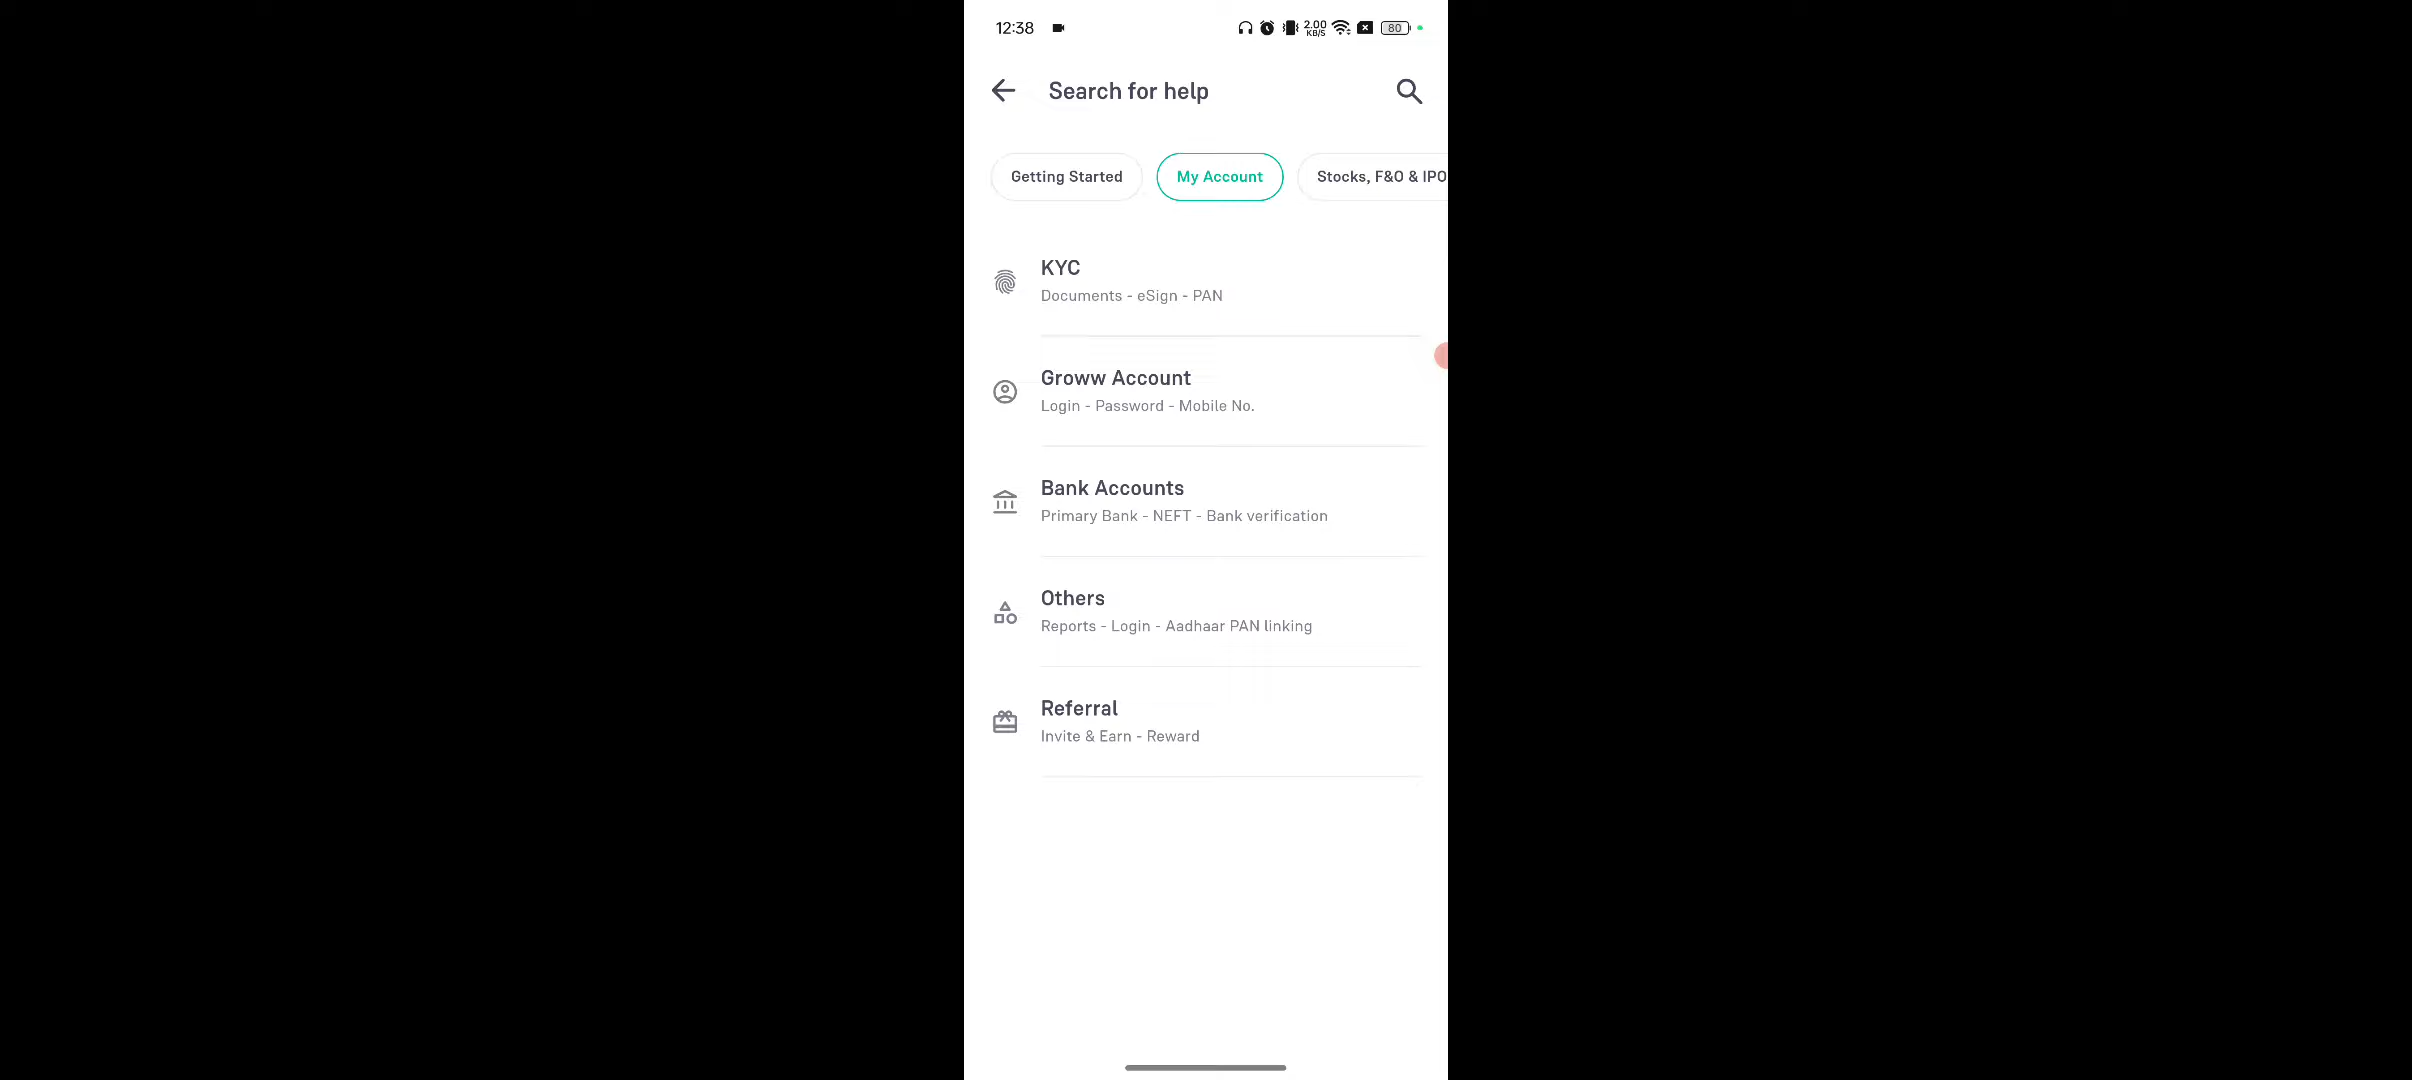 12:38 2.00 KB/S 80
Search for help
Getting Started My Account Stocks, F&O & IPO
KYC
Documents - eSign - PAN
Groww Account
Login - Password - Mobile No.
Bank Accounts
Primary Bank - NEFT - Bank verification
Others
Reports - Login - Aadhaar PAN linking
Referral
Invite & Earn - Reward